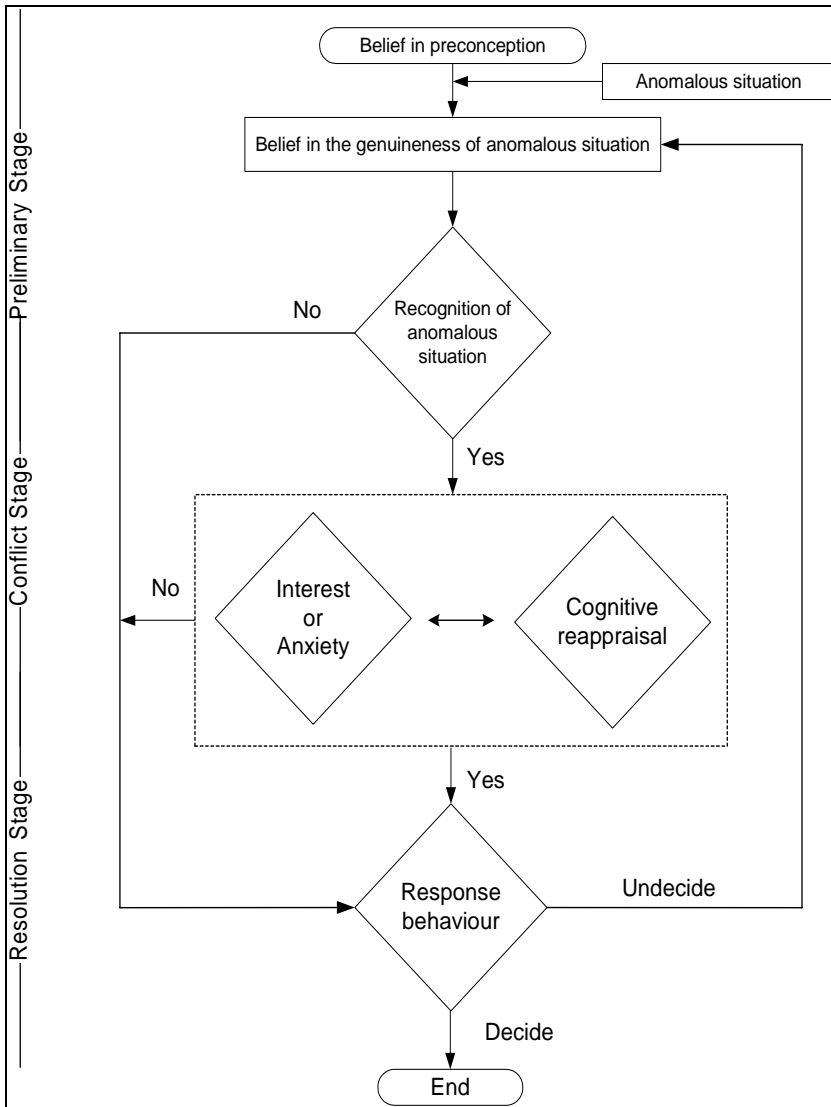 Belief in preconception
Anomalous situation
Belief in the genuineness of anomalous situation
Preliminary Stage
No
Recognition of
anomalous
situation
Yes
Conflict Stage
No
Interest
or
Anxiety
Cognitive
reappraisal
Yes
Resolution Stage
Response
behaviour
Undecide
Decide
End